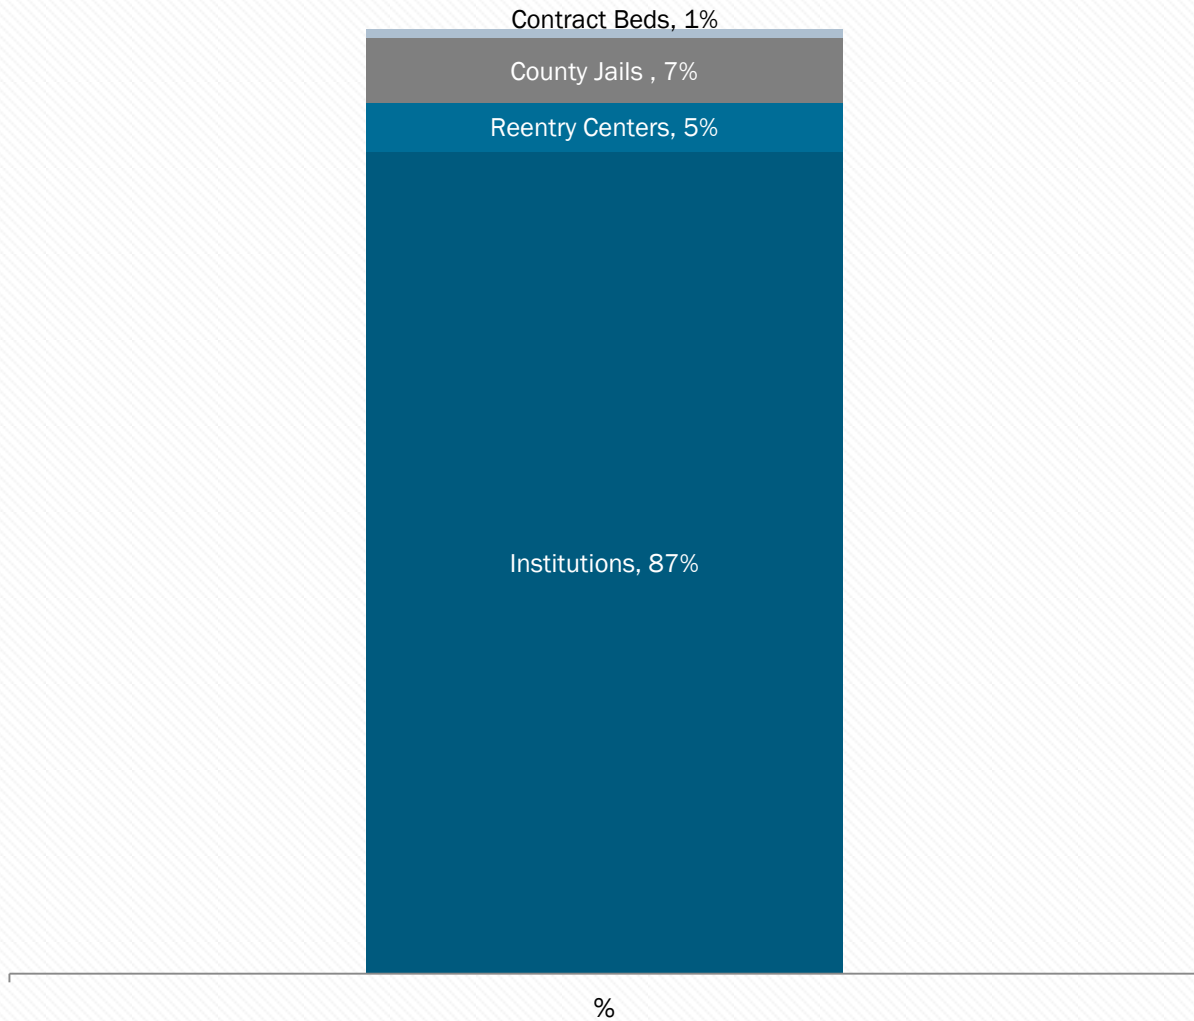 Contract Beds, 1%
County Jails , 7%
Reentry Centers, 5%
Institutions, 87%
%